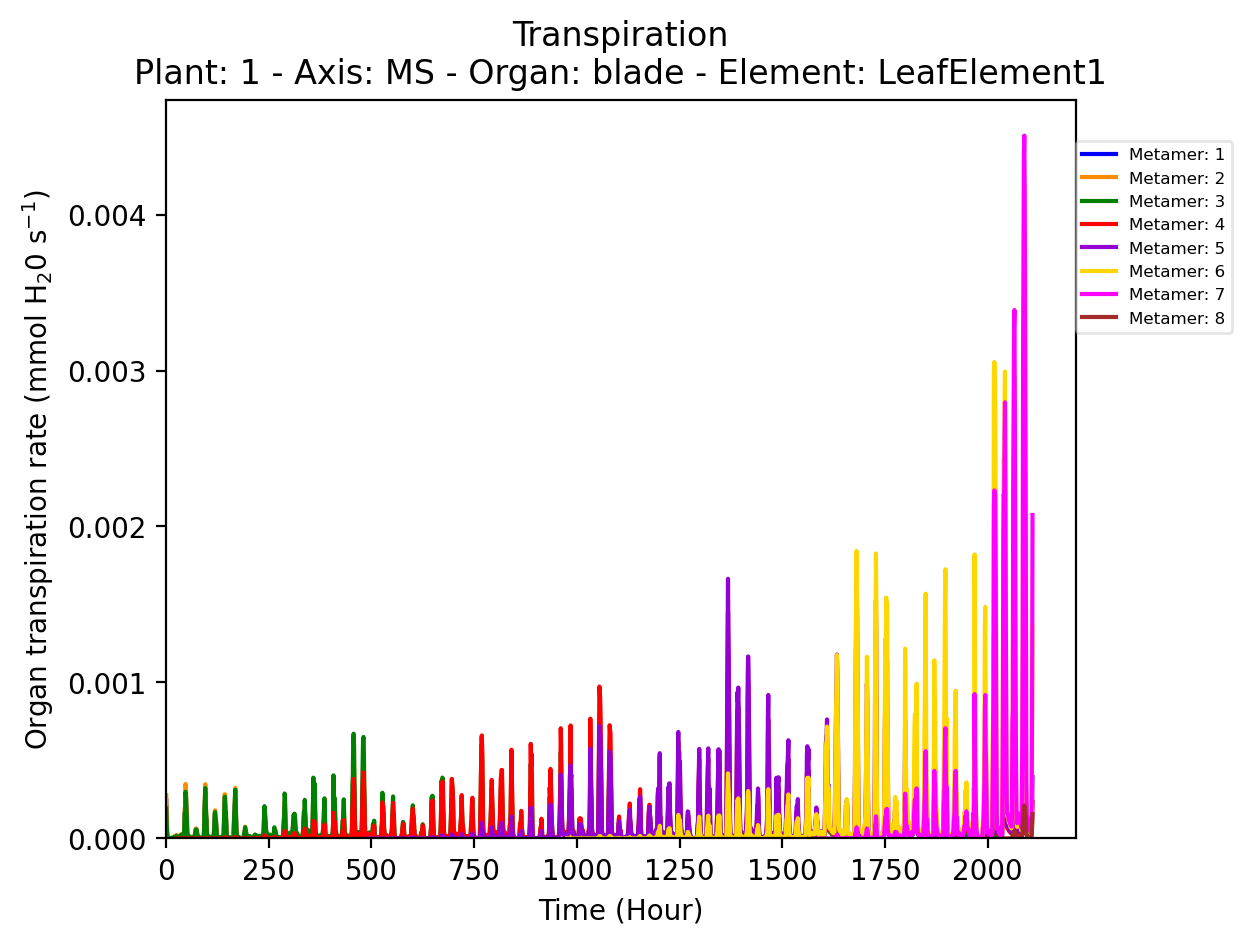 Transpiration
Plant: 1 - Axis: MS - Organ: blade - Element: LeafElement1
Organ transpiration rate (mmol H₂0 s⁻¹)
0.004
0.003
0.002
0.001
0.000
0 250 500 750 1000 1250 1500 1750 2000
Time (Hour)
Metamer: 1
Metamer: 2
Metamer: 3
Metamer: 4
Metamer: 5
Metamer: 6
Metamer: 7
Metamer: 8